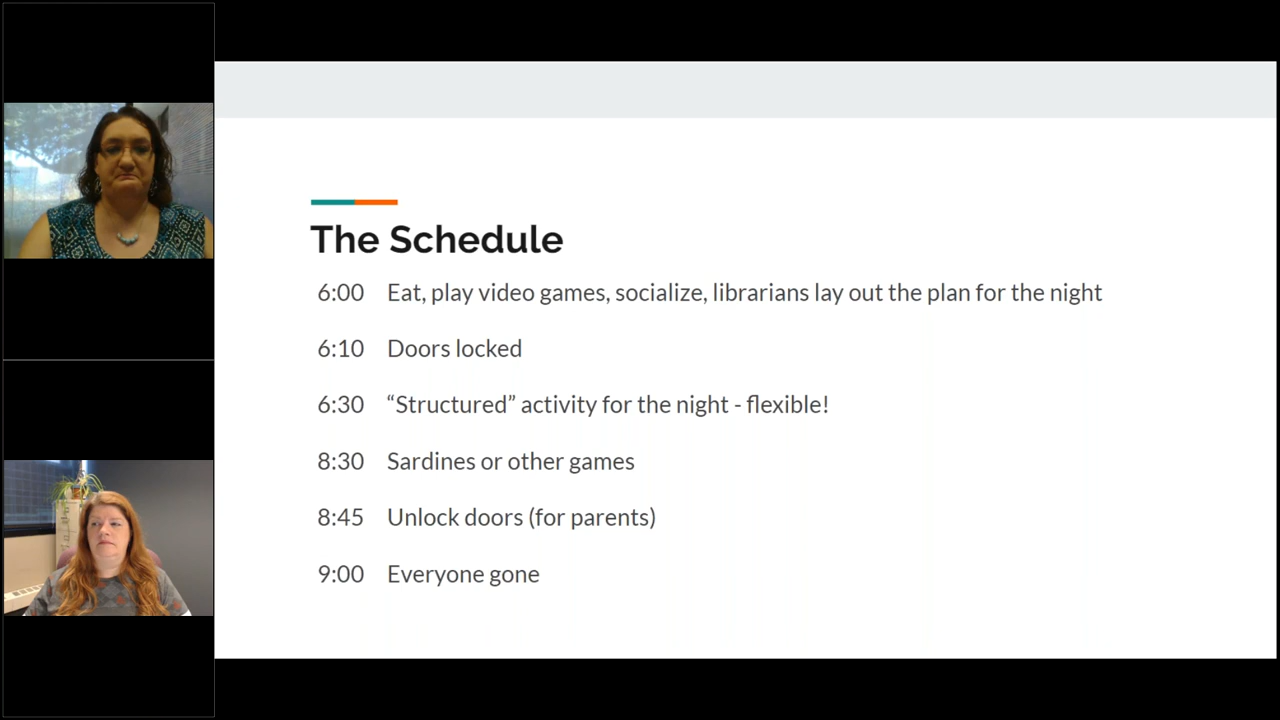 The Schedule
6:00 Eat, play video games, socialize, librarians lay out the plan for the night
6:10 Doors locked
6:30 “Structured” activity for the night - flexible!
8:30 Sardines or other games
8:45 Unlock doors (for parents)
9:00 Everyone gone